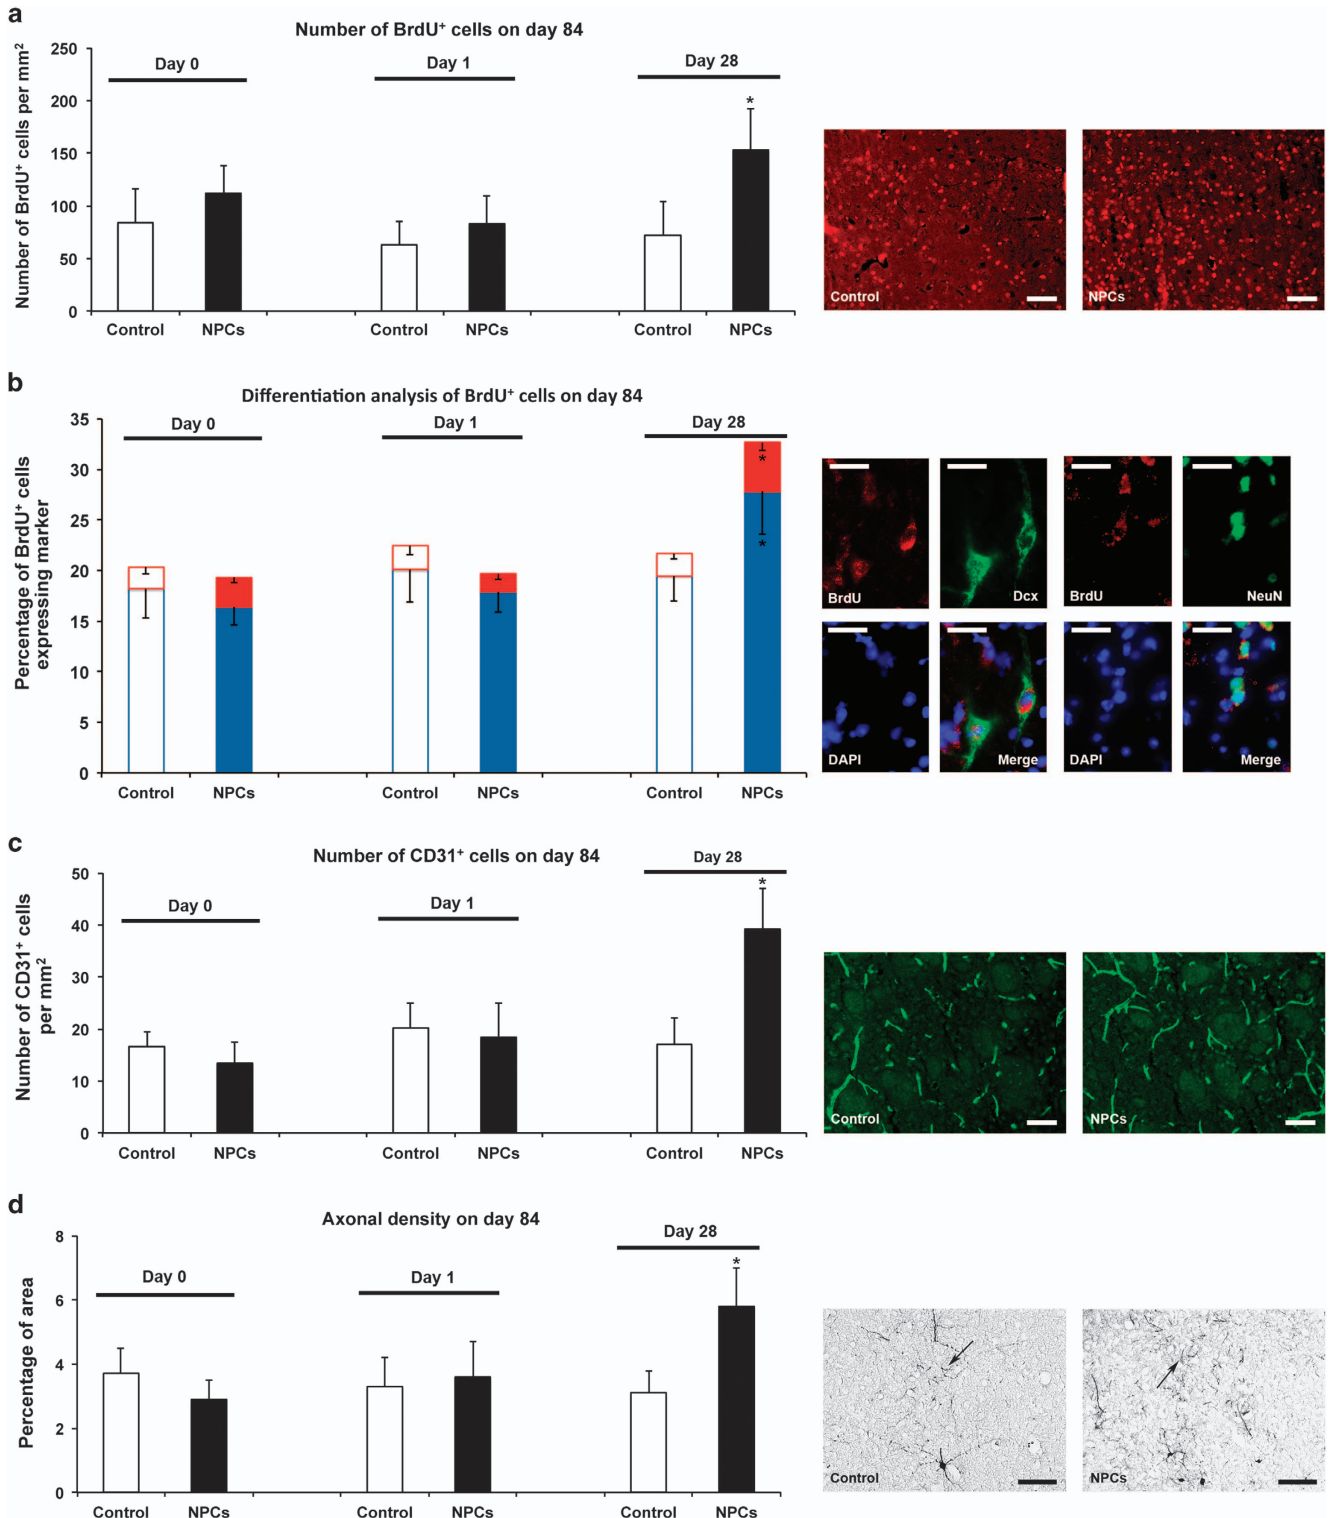 a
Number of BrdU⁺ cells on day 84
Number of BrdU⁺ cells per mm²
250
200
150
100
50
0
Day 0
Day 1
Day 28
*
Control
NPCs
Control
NPCs
Control
NPCs
Control
NPCs
b
Differentiation analysis of BrdU⁺ cells on day 84
Percentage of BrdU⁺ cells
expressing marker
35
30
25
20
15
10
5
0
Day 0
Day 1
Day 28
*
*
Control
NPCs
Control
NPCs
Control
NPCs
BrdU
Dcx
BrdU
NeuN
DAPI
Merge
DAPI
Merge
c
Number of CD31⁺ cells on day 84
Number of CD31⁺ cells
per mm²
50
40
30
20
10
0
Day 0
Day 1
Day 28
*
Control
NPCs
Control
NPCs
Control
NPCs
Control
NPCs
d
Axonal density on day 84
Percentage of area
8
6
4
2
0
Day 0
Day 1
Day 28
*
Control
NPCs
Control
NPCs
Control
NPCs
Control
NPCs